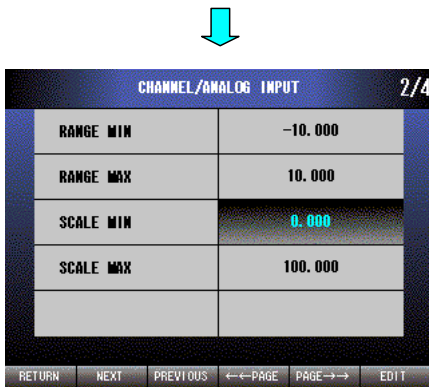 CHANNEL/ANALOG INPUT 2/4
RANGE MIN -10.000
RANGE MAX 10.000
SCALE MIN 0.000
SCALE MAX 100.000
RETURN NEXT PREVIOUS ←←PAGE PAGE→→ EDIT